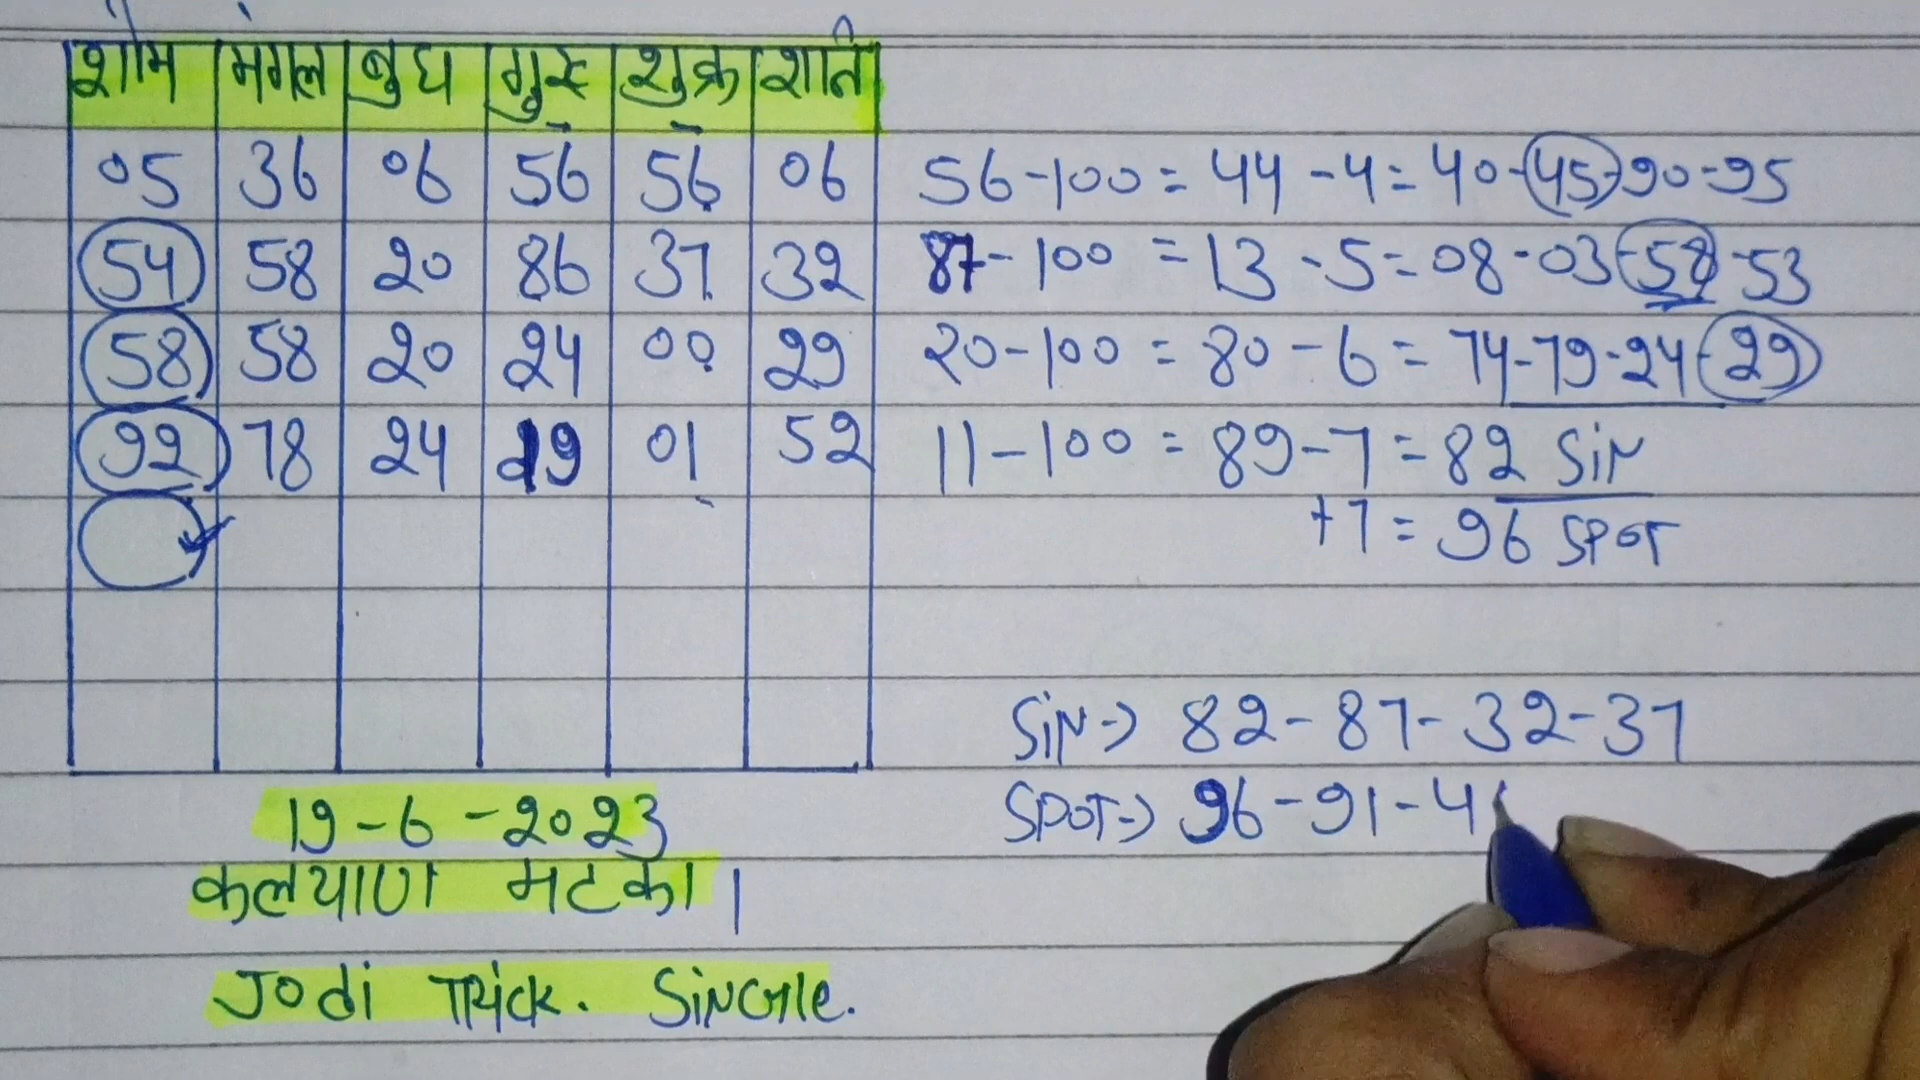 शोम मंगल बुध गुरु शुक्र शनि
05 36 06 56 56 06 56-100 = 44 -4 = 40-45-90-95
54 58 20 86 37 32 87-100 = 13 -5 = 08-03-58-53
58 58 20 24 00 29 20-100 = 80 - 6 = 74-79-24-29
92 78 24 19 01 52 11-100 = 89-7 = 82 SiN
+7 = 96 SPOT
SiN-> 82-87-32-37
SPOT-> 96-91-4
19-6-2023
कल्याण मटका।
Jodi Trick. SiNGle.